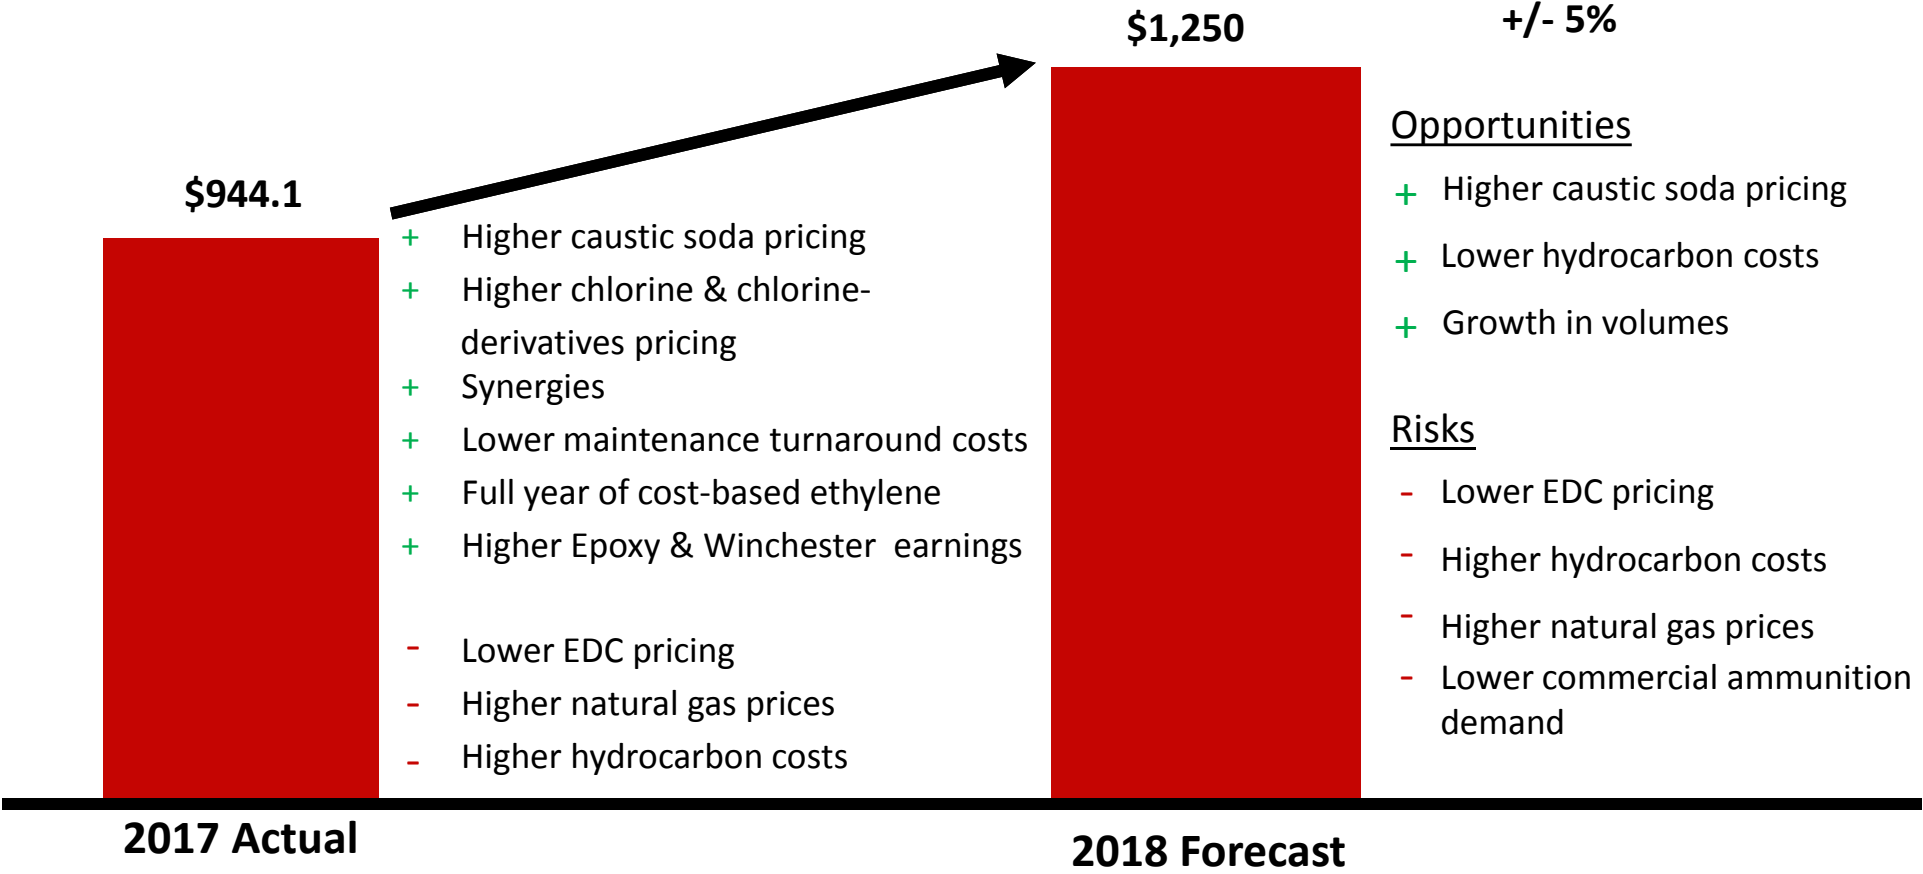 $1,250
+/- 5%
$944.1
+ Higher caustic soda pricing
+ Higher chlorine & chlorine-
derivatives pricing
+ Synergies
+ Lower maintenance turnaround costs
+ Full year of cost-based ethylene
+ Higher Epoxy & Winchester earnings
- Lower EDC pricing
- Higher natural gas prices
- Higher hydrocarbon costs
Opportunities
+ Higher caustic soda pricing
+ Lower hydrocarbon costs
+ Growth in volumes
Risks
- Lower EDC pricing
- Higher hydrocarbon costs
- Higher natural gas prices
- Lower commercial ammunition
demand
2017 Actual
2018 Forecast